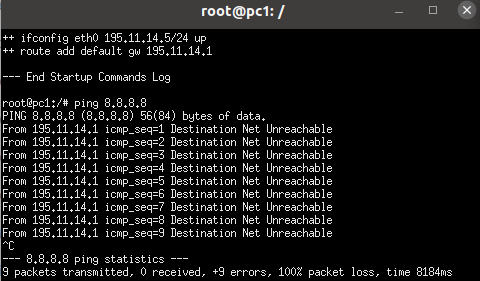 root@pc1: /
++ ifconfig eth0 195.11.14.5/24 up
++ route add default gw 195.11.14.1
--- End Startup Commands Log
root@pc1:/# ping 8.8.8.8
PING 8.8.8.8 (8.8.8.8) 56(84) bytes of data.
From 195.11.14.1 icmp_seq=1 Destination Net Unreachable
From 195.11.14.1 icmp_seq=2 Destination Net Unreachable
From 195.11.14.1 icmp_seq=3 Destination Net Unreachable
From 195.11.14.1 icmp_seq=4 Destination Net Unreachable
From 195.11.14.1 icmp_seq=5 Destination Net Unreachable
From 195.11.14.1 icmp_seq=6 Destination Net Unreachable
From 195.11.14.1 icmp_seq=7 Destination Net Unreachable
From 195.11.14.1 icmp_seq=8 Destination Net Unreachable
From 195.11.14.1 icmp_seq=9 Destination Net Unreachable
^C
--- 8.8.8.8 ping statistics ---
9 packets transmitted, 0 received, +9 errors, 100% packet loss, time 8184ms